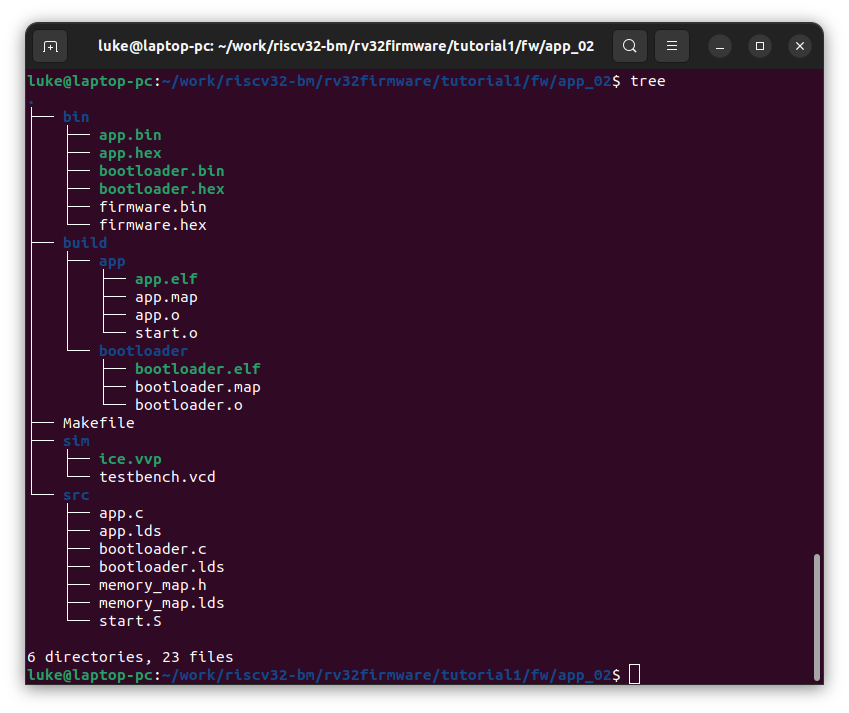 luke@laptop-pc: ~/work/riscv32-bm/rv32firmware/tutorial1/fw/app_02
luke@laptop-pc:~/work/riscv32-bm/rv32firmware/tutorial1/fw/app_02$ tree
.
├── bin
│   ├── app.bin
│   ├── app.hex
│   ├── bootloader.bin
│   ├── bootloader.hex
│   ├── firmware.bin
│   └── firmware.hex
├── build
│   ├── app
│   │   ├── app.elf
│   │   ├── app.map
│   │   ├── app.o
│   │   └── start.o
│   └── bootloader
│       ├── bootloader.elf
│       ├── bootloader.map
│       └── bootloader.o
├── Makefile
├── sim
│   ├── ice.vvp
│   └── testbench.vcd
└── src
    ├── app.c
    ├── app.lds
    ├── bootloader.c
    ├── bootloader.lds
    ├── memory_map.h
    ├── memory_map.lds
    └── start.S
6 directories, 23 files
luke@laptop-pc:~/work/riscv32-bm/rv32firmware/tutorial1/fw/app_02$